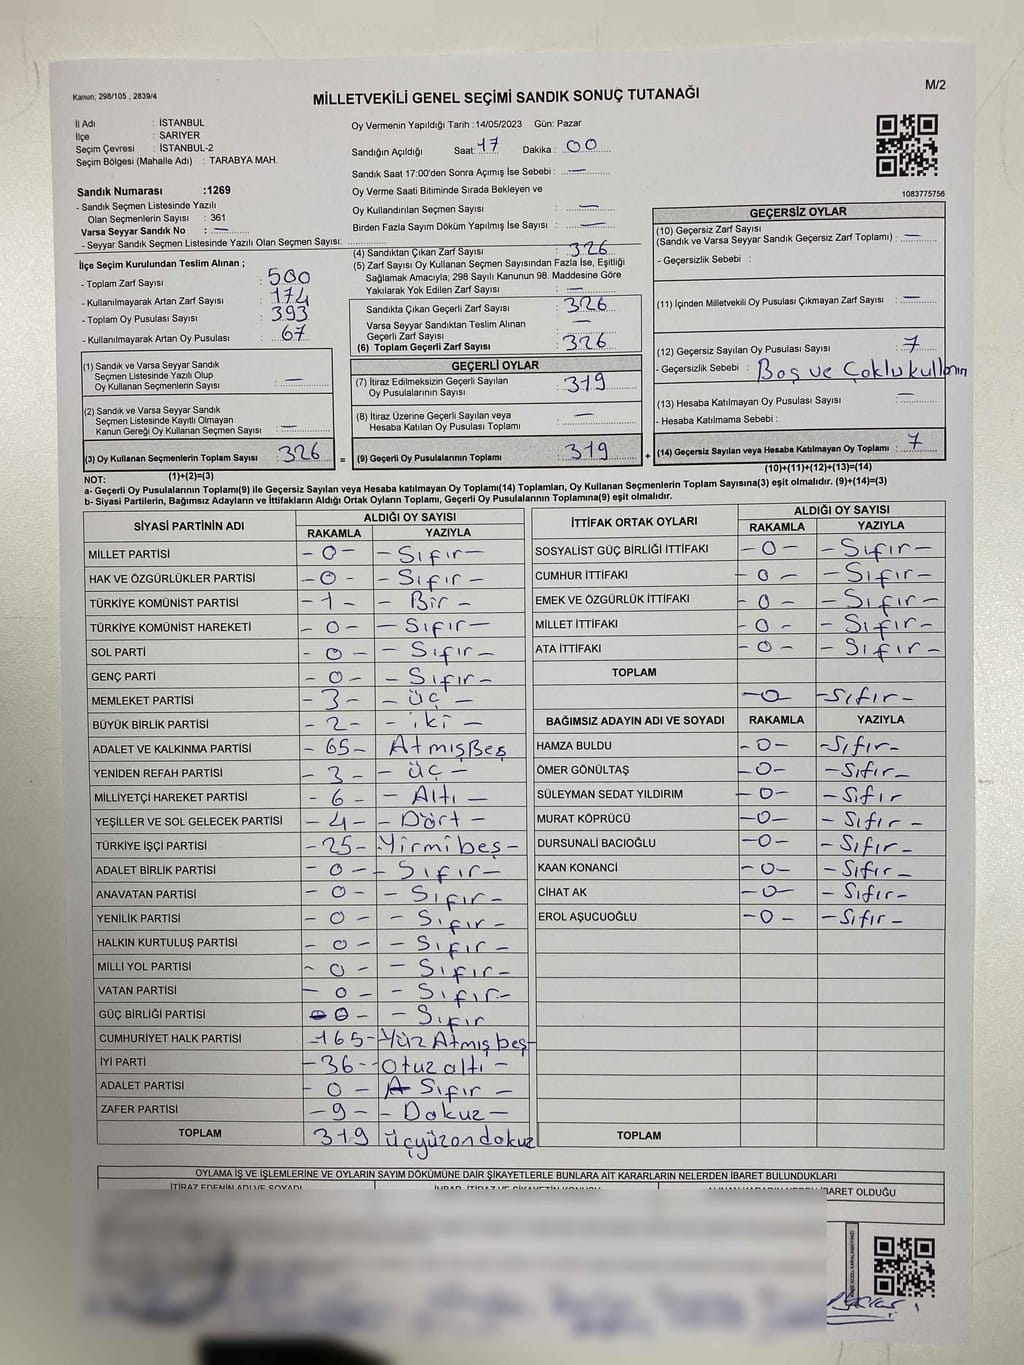 Kanun; 298/105 , 2839/4
M/2
MİLLETVEKİLİ GENEL SEÇİMİ SANDIK SONUÇ TUTANAĞI
İl Adı : İSTANBUL
İlçe : SARIYER
Seçim Çevresi : İSTANBUL-2
Seçim Bölgesi (Mahalle Adı) : TARABYA MAH.
Sandık Numarası :1269
- Sandık Seçmen Listesinde Yazılı
Olan Seçmenlerin Sayısı : 361
Varsa Seyyar Sandık No : —
- Seyyar Sandık Seçmen Listesinde Yazılı Olan Seçmen Sayısı:
İlçe Seçim Kurulundan Teslim Alınan ;
- Toplam Zarf Sayısı : 500
- Kullanılmayarak Artan Zarf Sayısı : 174
- Toplam Oy Pusulası Sayısı : 393
- Kullanılmayarak Artan Oy Pusulası : 67
Oy Vermenin Yapıldığı Tarih :14/05/2023 Gün: Pazar
Sandığın Açıldığı Saat: 17 Dakika : 00
Sandık Saat 17:00'den Sonra Açımış İse Sebebi : —
Oy Verme Saati Bitiminde Sırada Bekleyen ve
Oy Kullandırılan Seçmen Sayısı : —
Birden Fazla Sayım Döküm Yapılmış İse Sayısı : —
(4) Sandıktan Çıkan Zarf Sayısı : 326
(5) Zarf Sayısı Oy Kullanan Seçmen Sayısından Fazla İse, Eşitliği
Sağlamak Amacıyla; 298 Sayılı Kanunun 98. Maddesine Göre
Yakılarak Yok Edilen Zarf Sayısı : —
Sandıkta Çıkan Geçerli Zarf Sayısı : 326
Varsa Seyyar Sandıktan Teslim Alınan —
Geçerli Zarf Sayısı
(6) Toplam Geçerli Zarf Sayısı : 326
1083775756
GEÇERSİZ OYLAR
(10) Geçersiz Zarf Sayısı
(Sandık ve Varsa Seyyar Sandık Geçersiz Zarf Toplamı) : —
- Geçersizlik Sebebi :
(11) İçinden Milletvekili Oy Pusulası Çıkmayan Zarf Sayısı : —
(12) Geçersiz Sayılan Oy Pusulası Sayısı : 7
- Geçersizlik Sebebi : Boş ve Çoklu kullanım
(13) Hesaba Katılmayan Oy Pusulası Sayısı : —
- Hesaba Katılmama Sebebi :
(14) Geçersiz Sayılan veya Hesaba Katılmayan Oy Toplamı : 7
(10)+(11)+(12)+(13)=(14)
(1) Sandık ve Varsa Seyyar Sandık
Seçmen Listesinde Yazılı Olup
Oy Kullanan Seçmenlerin Sayısı : —
(2) Sandık ve Varsa Seyyar Sandık
Seçmen Listesinde Kayıtlı Olmayan
Kanun Gereği Oy Kullanan Seçmen Sayısı : —
(3) Oy Kullanan Seçmenlerin Toplam Sayısı : 326
(1)+(2)=(3)
=
GEÇERLİ OYLAR
(7) İtiraz Edilmeksizin Geçerli Sayılan
Oy Pusulalarının Sayısı : 319
(8) İtiraz Üzerine Geçerli Sayılan veya
Hesaba Katılan Oy Pusulası Toplamı : —
(9) Geçerli Oy Pusulalarının Toplamı : 319
+
NOT:
a- Geçerli Oy Pusulalarının Toplamı(9) ile Geçersiz Sayılan veya Hesaba katılmayan Oy Toplamı(14) Toplamları, Oy Kullanan Seçmenlerin Toplam Sayısına(3) eşit olmalıdır. (9)+(14)=(3)
b- Siyasi Partilerin, Bağımsız Adayların ve İttifakların Aldığı Ortak Oyların Toplamı, Geçerli Oy Pusulalarının Toplamına(9) eşit olmalıdır.
SİYASİ PARTİNİN ADI ALDIĞI OY SAYISI
RAKAMLA YAZIYLA
MİLLET PARTİSİ - 0 - - Sıfır -
HAK VE ÖZGÜRLÜKLER PARTİSİ - 0 - - Sıfır -
TÜRKİYE KOMÜNİST PARTİSİ - 1 - - Bir -
TÜRKİYE KOMÜNİST HAREKETİ - 0 - - Sıfır -
SOL PARTİ - 0 - - Sıfır -
GENÇ PARTİ - 0 - - Sıfır -
MEMLEKET PARTİSİ - 3 - - üç -
BÜYÜK BİRLİK PARTİSİ - 2 - - iki -
ADALET VE KALKINMA PARTİSİ - 65 - AtmışBeş
YENİDEN REFAH PARTİSİ - 3 - - üç -
MİLLİYETÇİ HAREKET PARTİSİ - 6 - - Altı -
YEŞİLLER VE SOL GELECEK PARTİSİ - 4 - - Dört -
TÜRKİYE İŞÇİ PARTİSİ - 25 - Yirmibeş -
ADALET BİRLİK PARTİSİ - 0 - - Sıfır -
ANAVATAN PARTİSİ - 0 - - Sıfır -
YENİLİK PARTİSİ - 0 - - Sıfır -
HALKIN KURTULUŞ PARTİSİ - 0 - - Sıfır -
MİLLİ YOL PARTİSİ - 0 - - Sıfır -
VATAN PARTİSİ - 0 - - Sıfır -
GÜÇ BİRLİĞİ PARTİSİ 0 - - Sıfır
CUMHURİYET HALK PARTİSİ -165- Yüz Atmış beş-
İYİ PARTİ - 36 - - Otuz altı -
ADALET PARTİSİ - 0 - Sıfır -
ZAFER PARTİSİ - 9 - - Dokuz -
TOPLAM 319 üçyüzondokuz
İTTİFAK ORTAK OYLARI ALDIĞI OY SAYISI
RAKAMLA YAZIYLA
SOSYALİST GÜÇ BİRLİĞİ İTTİFAKI - 0 - - Sıfır -
CUMHUR İTTİFAKI - 0 - - Sıfır -
EMEK VE ÖZGÜRLÜK İTTİFAKI - 0 - - Sıfır -
MİLLET İTTİFAKI - 0 - - Sıfır -
ATA İTTİFAKI - 0 - - Sıfır -
TOPLAM
- 0 - - Sıfır -
BAĞIMSIZ ADAYIN ADI VE SOYADI RAKAMLA YAZIYLA
HAMZA BULDU - 0 - - Sıfır -
ÖMER GÖNÜLTAŞ - 0 - - Sıfır -
SÜLEYMAN SEDAT YILDIRIM - 0 - - Sıfır
MURAT KÖPRÜCÜ - 0 - - Sıfır -
DURSUNALİ BACIOĞLU - 0 - - Sıfır -
KAAN KONANCİ - 0 - - Sıfır -
CİHAT AK - 0 - - Sıfır -
EROL AŞUCUOĞLU - 0 - - Sıfır -
TOPLAM
OYLAMA İŞ VE İŞLEMLERİNE VE OYLARIN SAYIM DÖKÜMÜNE DAİR ŞİKAYETLERLE BUNLARA AİT KARARLARIN NELERDEN İBARET BULUNDUKLARI
İTİRAZ EDENİN ADI VE SOYADI
İBARET OLDUĞU